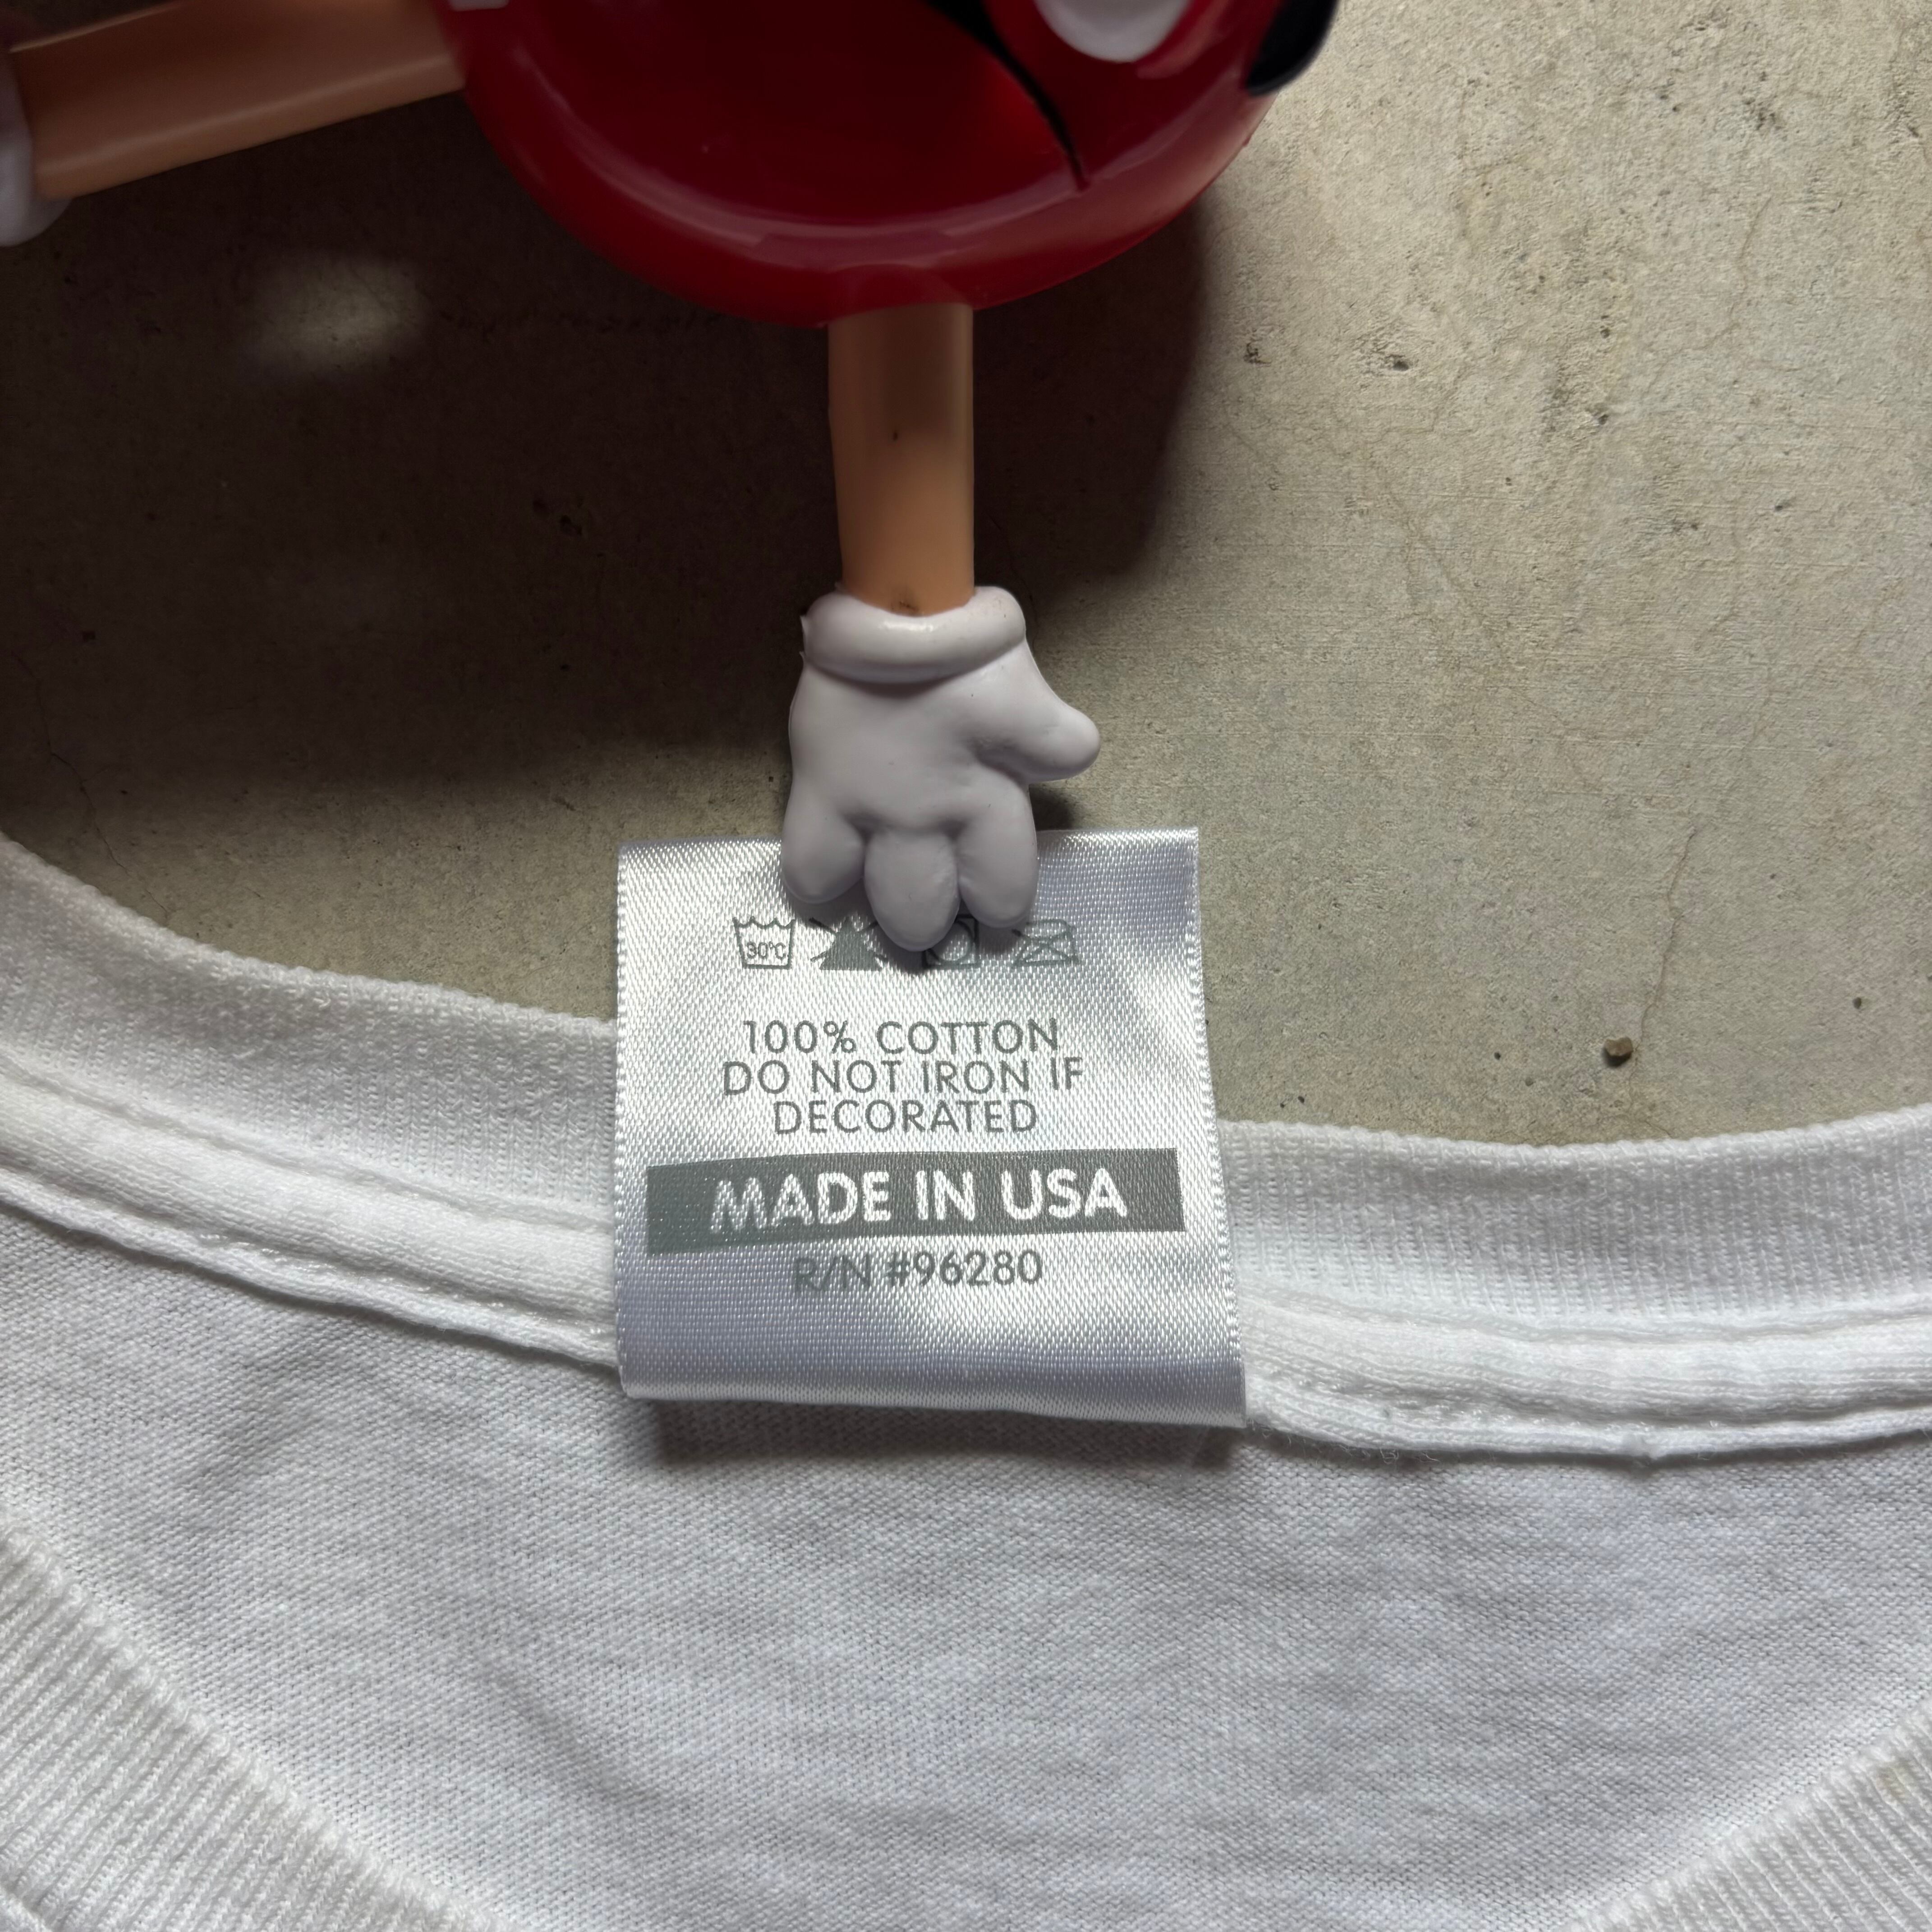 30°C
100% COTTON
DO NOT IRON IF
DECORATED
MADE IN USA
R/N #96280